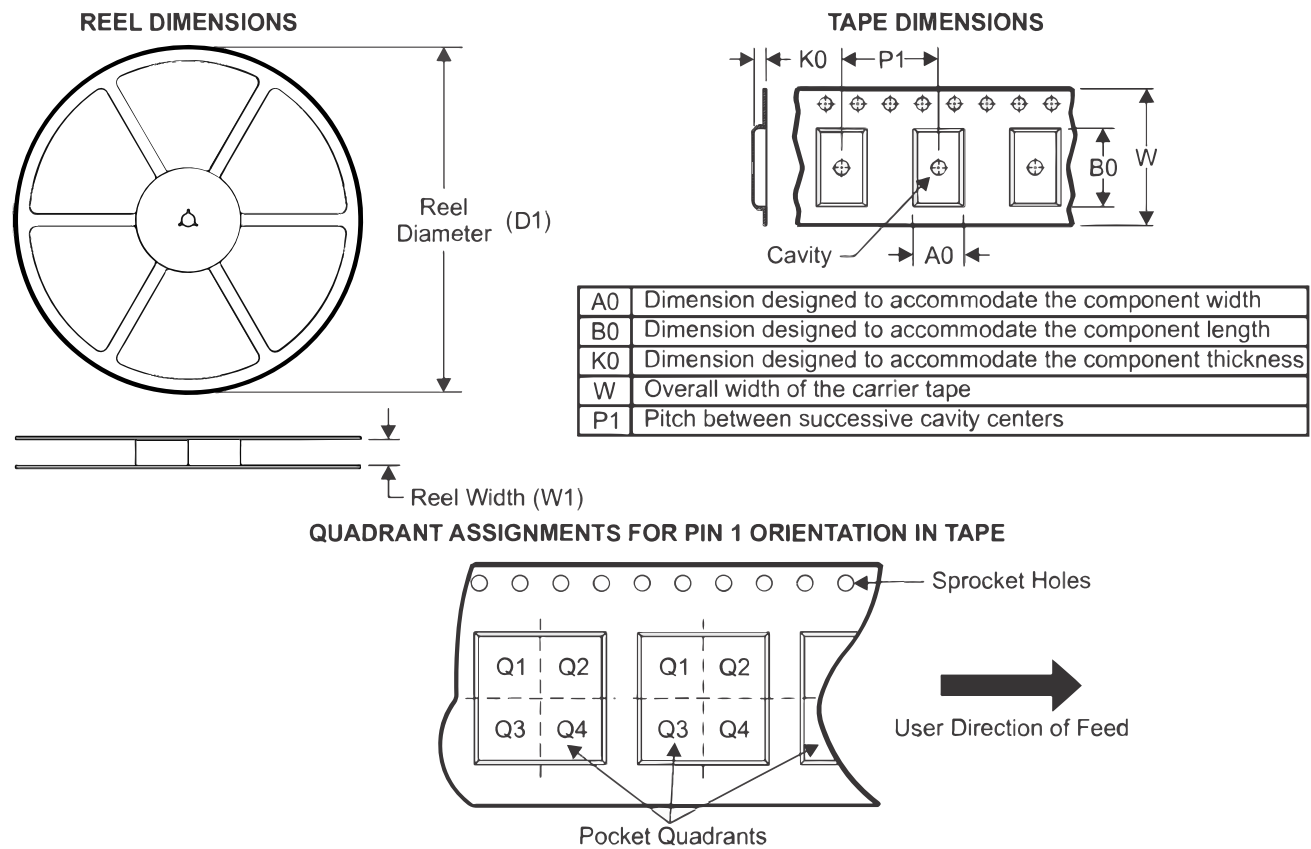 REEL DIMENSIONS
TAPE DIMENSIONS
K0
P1
B0
W
Reel
Diameter
(D1)
Cavity
A0
A0 Dimension designed to accommodate the component width
B0 Dimension designed to accommodate the component length
K0 Dimension designed to accommodate the component thickness
W Overall width of the carrier tape
P1 Pitch between successive cavity centers
Reel Width (W1)
QUADRANT ASSIGNMENTS FOR PIN 1 ORIENTATION IN TAPE
Sprocket Holes
Q1 Q2 Q1 Q2
Q3 Q4 Q3 Q4
User Direction of Feed
Pocket Quadrants